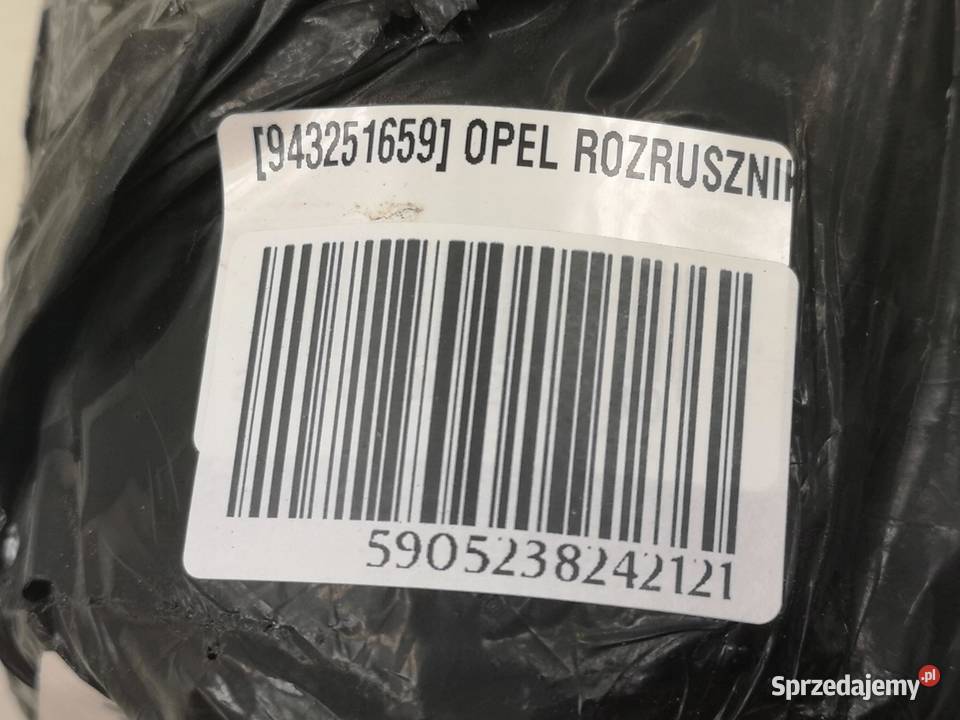 [943251659] OPEL ROZRUSZNIK
5905238242121
Sprzedajemy.pl